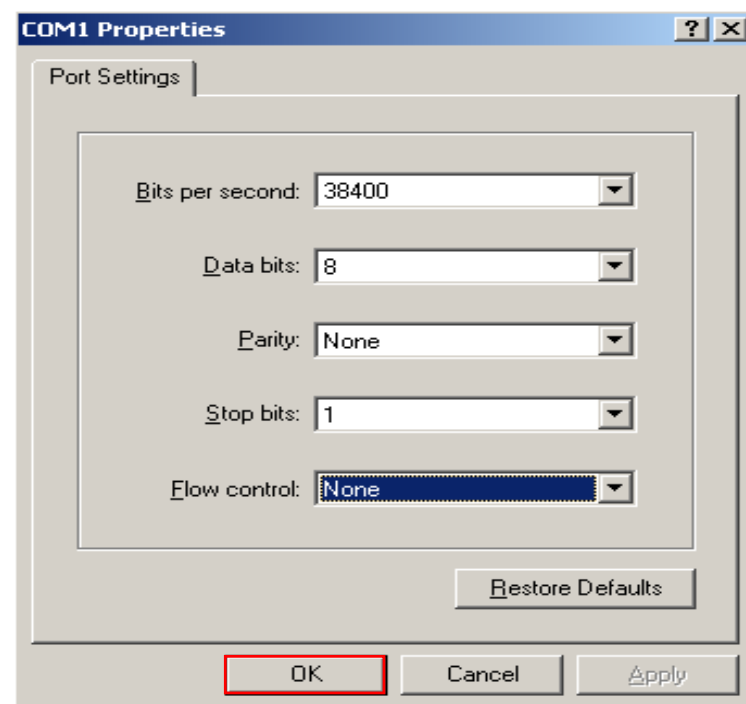 COM1 Properties
Port Settings
Bits per second: 38400
Data bits: 8
Parity: None
Stop bits: 1
Flow control: None
Restore Defaults
OK Cancel Apply